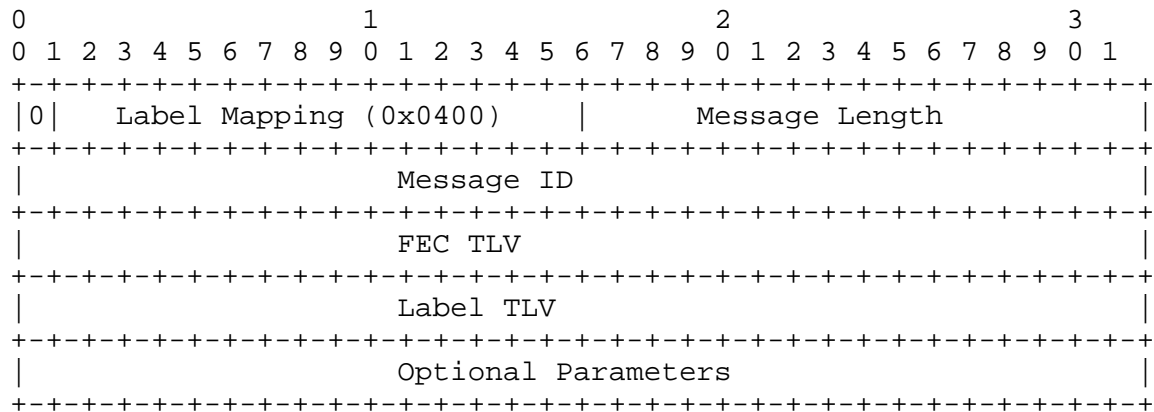 0                   1                   2                   3
0 1 2 3 4 5 6 7 8 9 0 1 2 3 4 5 6 7 8 9 0 1 2 3 4 5 6 7 8 9 0 1
+-+-+-+-+-+-+-+-+-+-+-+-+-+-+-+-+-+-+-+-+-+-+-+-+-+-+-+-+-+-+-+-+
|0|   Label Mapping (0x0400)    |      Message Length           |
+-+-+-+-+-+-+-+-+-+-+-+-+-+-+-+-+-+-+-+-+-+-+-+-+-+-+-+-+-+-+-+-+
|                     Message ID                                |
+-+-+-+-+-+-+-+-+-+-+-+-+-+-+-+-+-+-+-+-+-+-+-+-+-+-+-+-+-+-+-+-+
|                     FEC TLV                                   |
+-+-+-+-+-+-+-+-+-+-+-+-+-+-+-+-+-+-+-+-+-+-+-+-+-+-+-+-+-+-+-+-+
|                     Label TLV                                 |
+-+-+-+-+-+-+-+-+-+-+-+-+-+-+-+-+-+-+-+-+-+-+-+-+-+-+-+-+-+-+-+-+
|                     Optional Parameters                       |
+-+-+-+-+-+-+-+-+-+-+-+-+-+-+-+-+-+-+-+-+-+-+-+-+-+-+-+-+-+-+-+-+